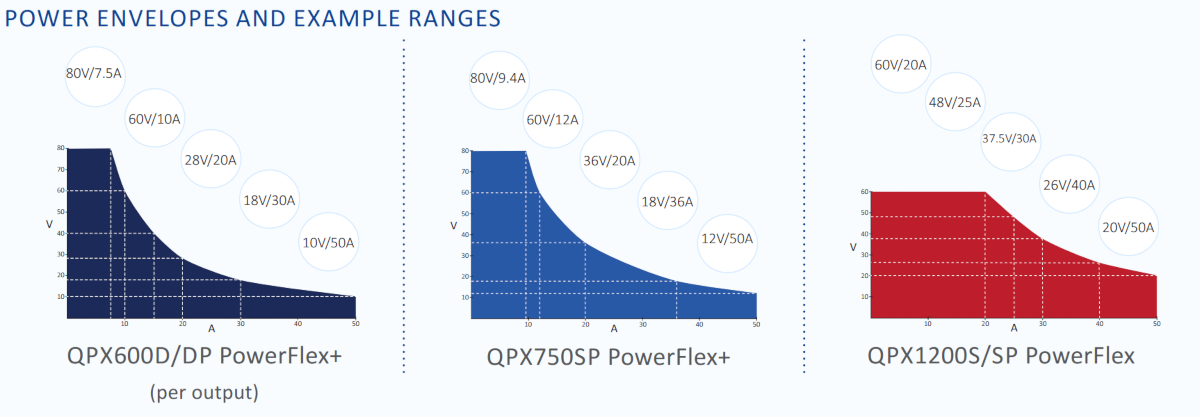 POWER ENVELOPES AND EXAMPLE RANGES
80V/7.5A
60V/10A
28V/20A
18V/30A
10V/50A
80
70
60
50
V
40
30
20
10
10
20
A
30
40
50
QPX600D/DP PowerFlex+
(per output)
80V/9.4A
60V/12A
36V/20A
18V/36A
12V/50A
80
70
60
50
V
40
30
20
10
10
20
A
30
40
50
QPX750SP PowerFlex+
60V/20A
48V/25A
37.5V/30A
26V/40A
20V/50A
60
50
V
40
30
20
10
10
20
A
30
40
50
QPX1200S/SP PowerFlex